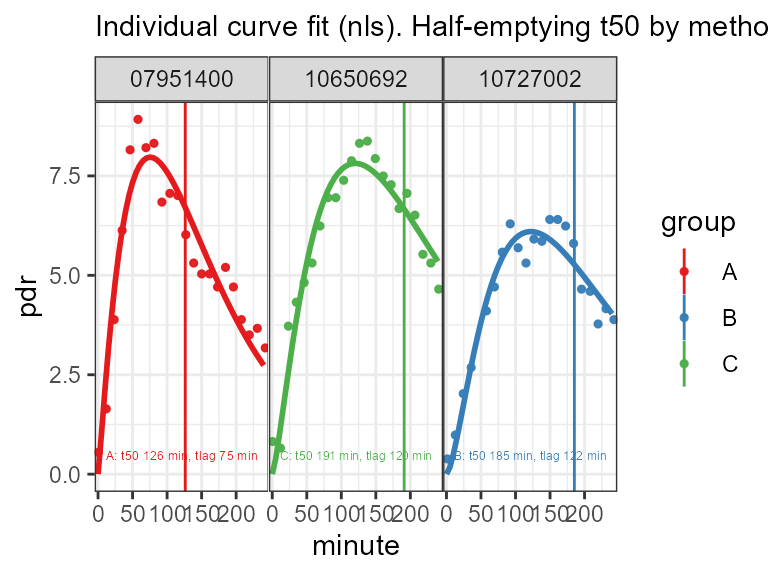 Individual curve fit (nls). Half-emptying t50 by metho
07951400 10650692 10727002
7.5
5.0
2.5
0.0
pdr
A: t50 126 min, tlag 75 min
C: t50 191 min, tlag 120 min
B: t50 185 min, tlag 122 min
0 50 100 150 200 0 50 100 150 200 0 50 100 150 200
minute
group
A
B
C